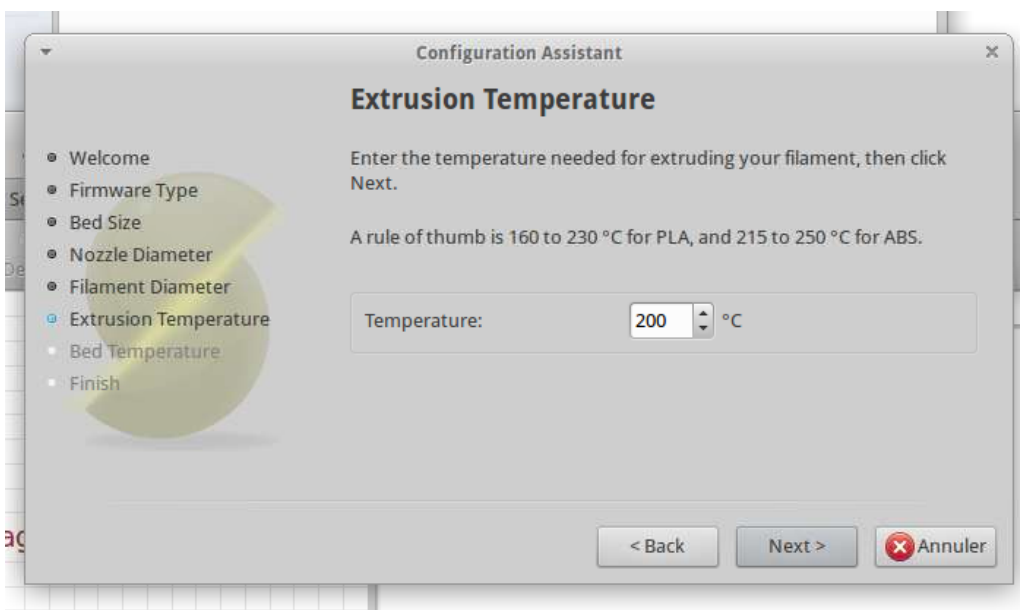 Configuration Assistant
Extrusion Temperature
Welcome
Firmware Type
Bed Size
Nozzle Diameter
Filament Diameter
Extrusion Temperature
Bed Temperature
Finish
Enter the temperature needed for extruding your filament, then click
Next.
A rule of thumb is 160 to 230 °C for PLA, and 215 to 250 °C for ABS.
Temperature: 200 °C
< Back Next > Annuler